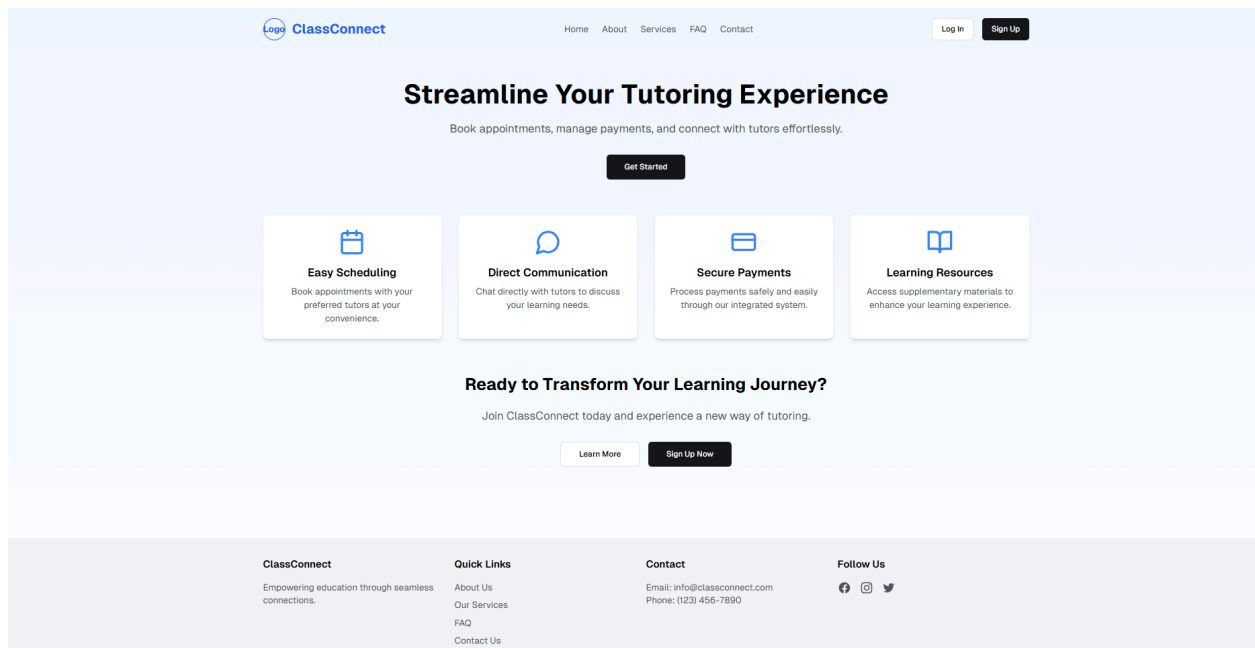 Logo ClassConnect Home About Services FAQ Contact Log In Sign Up
Streamline Your Tutoring Experience
Book appointments, manage payments, and connect with tutors effortlessly.
Get Started
Easy Scheduling
Book appointments with your
preferred tutors at your
convenience.
Direct Communication
Chat directly with tutors to discuss
your learning needs.
Secure Payments
Process payments safely and easily
through our integrated system.
Learning Resources
Access supplementary materials to
enhance your learning experience.
Ready to Transform Your Learning Journey?
Join ClassConnect today and experience a new way of tutoring.
Learn More Sign Up Now
ClassConnect
Empowering education through seamless
connections.
Quick Links
About Us
Our Services
FAQ
Contact Us
Contact
Email: info@classconnect.com
Phone: (123) 456-7890
Follow Us